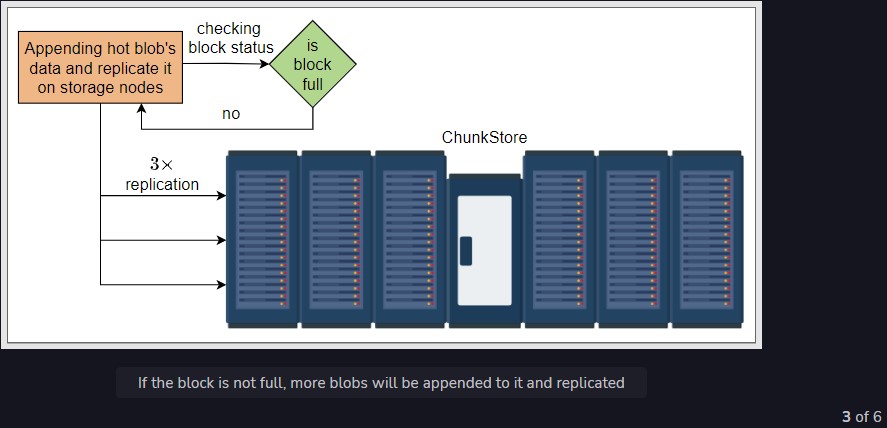 checking
block status
Appending hot blob's
data and replicate it
on storage nodes
is
block
full
no
ChunkStore
3×
replication
If the block is not full, more blobs will be appended to it and replicated
3 of 6